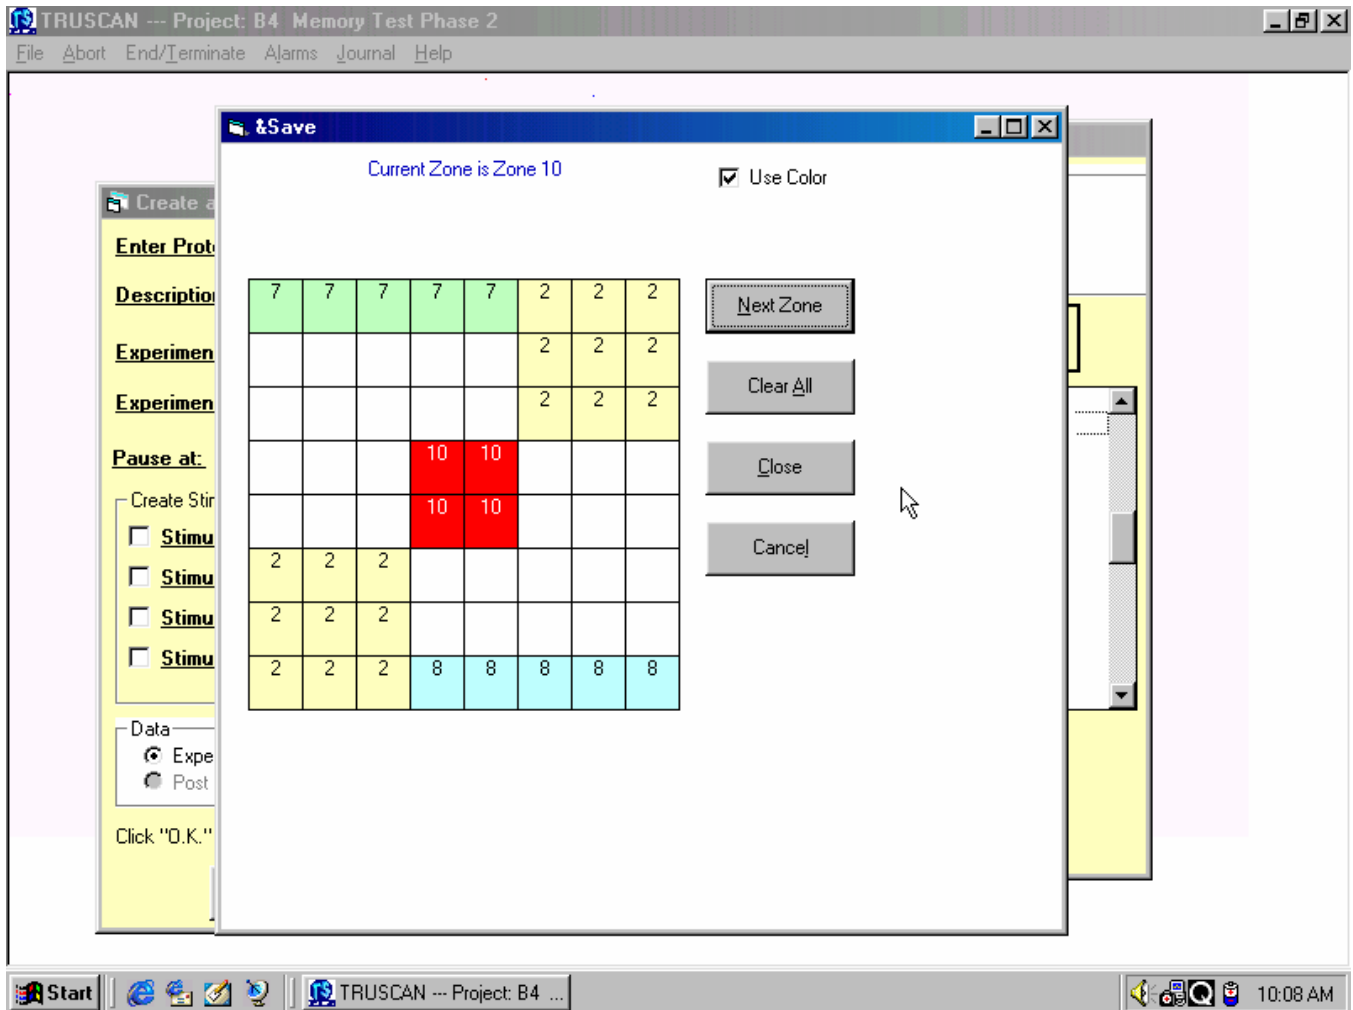 TRUSCAN --- Project: B4 Memory Test Phase 2
File Abort End/Terminate Alarms Journal Help
&Save
Current Zone is Zone 10
Use Color
Create a
Enter Prot
Description
Experimen
Experimen
Pause at:
Create Stir
Stimu
Stimu
Stimu
Stimu
Data
Expe
Post
Click "O.K."
7 7 7 7 7 2 2 2
2 2 2
2 2 2
10 10
10 10
2 2 2
2 2 2
2 2 2 8 8 8 8 8
Next Zone
Clear All
Close
Cancel
Start
TRUSCAN --- Project: B4 ...
10:08 AM